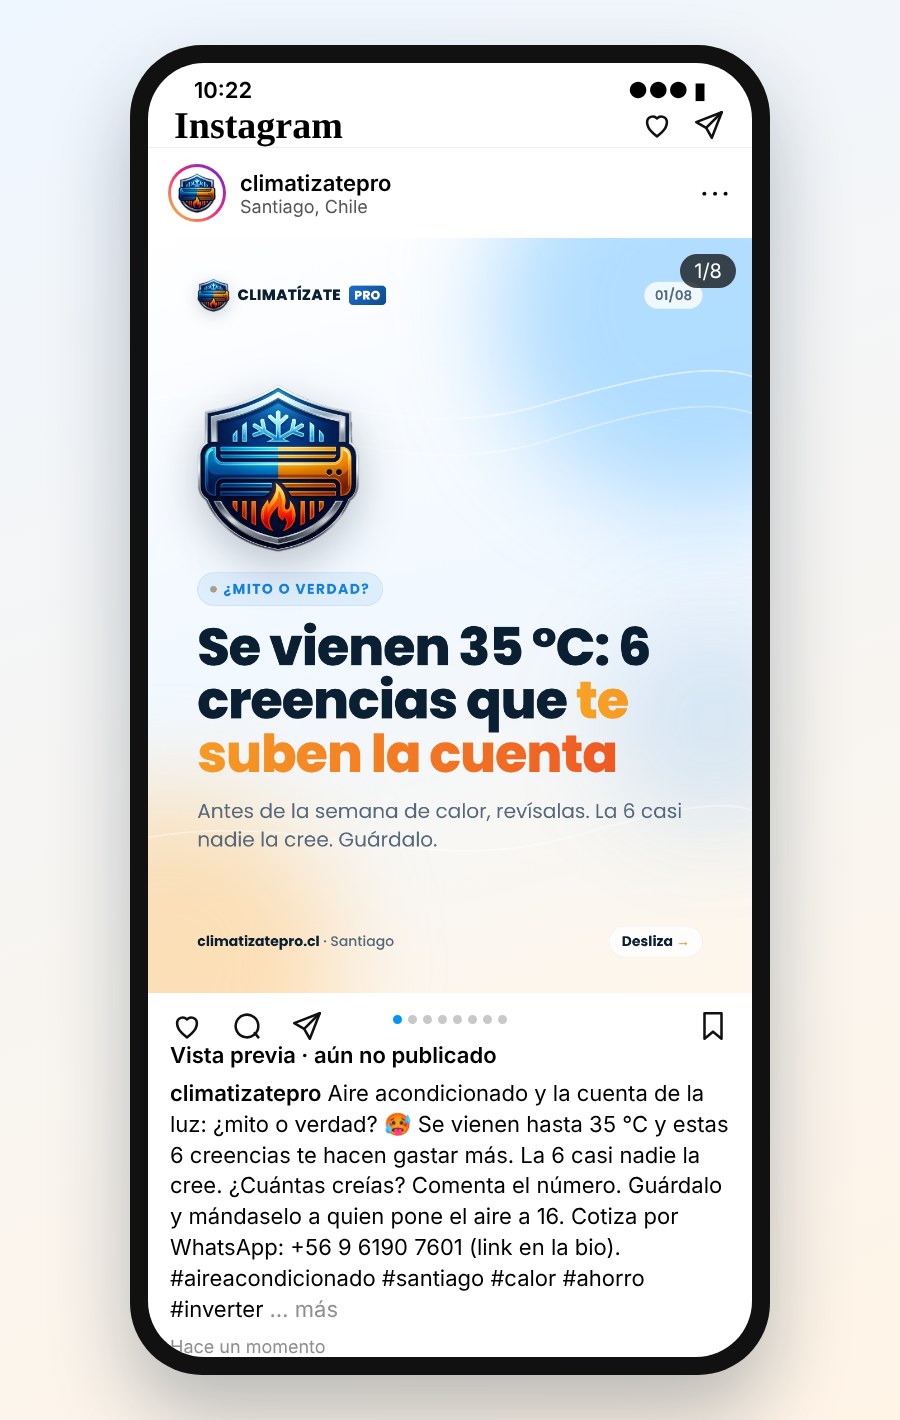 10:22
Instagram
climatizatepro
Santiago, Chile
1/8
CLIMATÍZATE PRO
01/08
¿MITO O VERDAD?
Se vienen 35 °C: 6
creencias que te
suben la cuenta
Antes de la semana de calor, revísalas. La 6 casi
nadie la cree. Guárdalo.
climatizatepro.cl · Santiago
Desliza →
Vista previa · aún no publicado
climatizatepro Aire acondicionado y la cuenta de la
luz: ¿mito o verdad? 🥵 Se vienen hasta 35 °C y estas
6 creencias te hacen gastar más. La 6 casi nadie la
cree. ¿Cuántas creías? Comenta el número. Guárdalo
y mándaselo a quien pone el aire a 16. Cotiza por
WhatsApp: +56 9 6190 7601 (link en la bio).
#aireacondicionado #santiago #calor #ahorro
#inverter ... más
Hace un momento